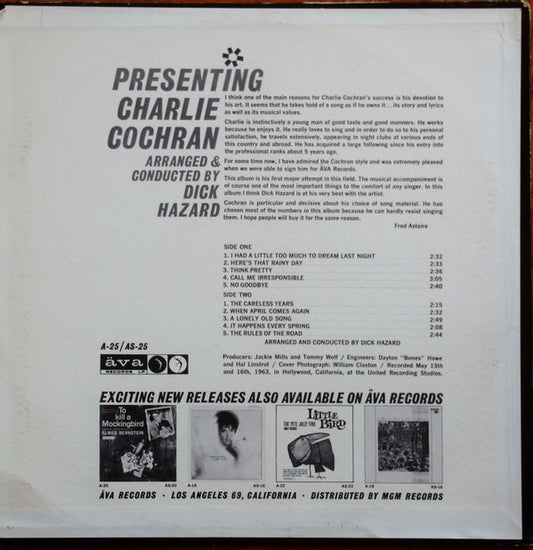 PRESENTING
CHARLIE
COCHRAN
ARRANGED &
CONDUCTED BY
DICK
HAZARD
I think one of the main reasons for Charlie Cochran's success is his devotion to
his art. It seems that he takes hold of a song as if he owns it...its story and lyrics
as well as its musical values.
Charlie is instinctively a young man of good taste and good manners. He works
because he enjoys it. He really loves to sing and in order to do so to his personal
satisfaction, he travels extensively, appearing in night clubs at various ends of
this country and abroad. He has acquired a large following since his entry into
the professional ranks about 5 years ago.
For some time now, I have admired the Cochran style and was extremely pleased
when we were able to sign him for ÄVA Records.
This album is his first major attempt in this field. The musical accompaniment is
of course one of the most important things to the comfort of any singer. In this
album I think Dick Hazard is at his very best with the artist.
Cochran is particular and decisive about his choice of song material. He has
chosen most of the numbers in this album because he can hardly resist singing
them. I hope people will buy it for the same reason.
Fred Astaire
SIDE ONE
1. I HAD A LITTLE TOO MUCH TO DREAM LAST NIGHT 2:32
2. HERE'S THAT RAINY DAY 2:33
3. THINK PRETTY 2:36
4. CALL ME IRRESPONSIBLE 3:05
5. NO GOODBYE 2:40
SIDE TWO
1. THE CARELESS YEARS 2:15
2. WHEN APRIL COMES AGAIN 2:32
3. A LONELY OLD SONG 2:49
4. IT HAPPENS EVERY SPRING 2:08
5. THE RULES OF THE ROAD 2:44
ARRANGED AND CONDUCTED BY DICK HAZARD
A-25/AS-25
äva
RECORDS LP
Producers: Jackie Mills and Tommy Wolf / Engineers: Dayton "Bones" Howe
and Hal Linstrot / Cover Photograph: William Claxton / Recorded May 13th
and 16th, 1963, in Hollywood, California, at the United Recording Studios.
EXCITING NEW RELEASES ALSO AVAILABLE ON ÄVA RECORDS
To
kill a
Mockingbird
ELMER BERNSTEIN
THE PETE JOLLY TRIO
AND FRIENDS
LITTLE
BIRD
A-20 AS-20
A-16 AS-16
A-22 AS-22
ÄVA RECORDS · LOS ANGELES 69, CALIFORNIA · DISTRIBUTED BY MGM RECORDS